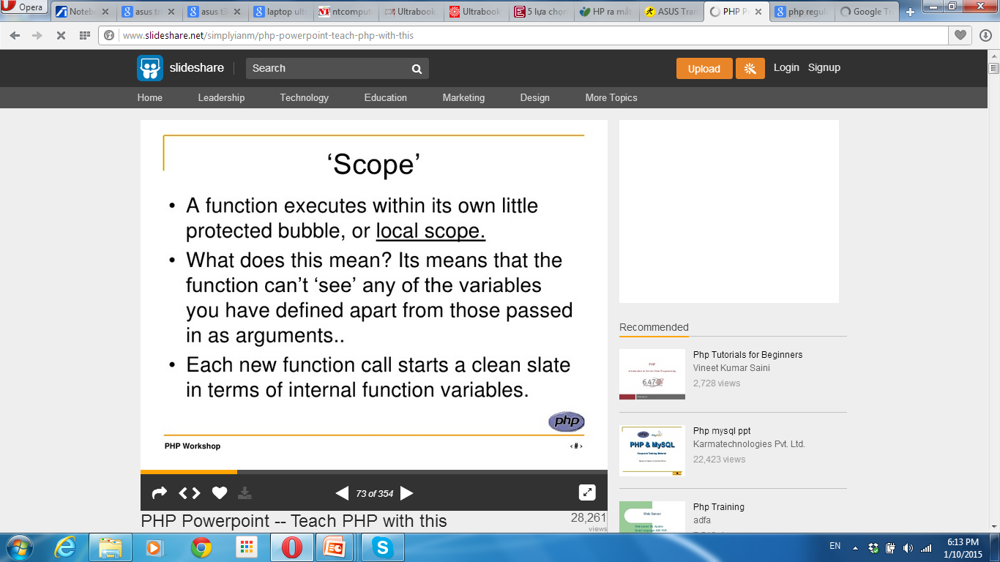 Opera
Noteb
asus tr
asus t3
laptop ult
ntcomput
Ultrabook
Ultrabook
5 lựa chọn
HP ra mắt
ASUS Tran
PHP Po
php regul
Google Tr
www.slideshare.net/simplyianm/php-powerpoint-teach-php-with-this
slideshare
Search
Upload
Login Signup
Home Leadership Technology Education Marketing Design More Topics
‘Scope’
• A function executes within its own little
protected bubble, or local scope.
• What does this mean? Its means that the
function can’t ‘see’ any of the variables
you have defined apart from those passed
in as arguments..
• Each new function call starts a clean slate
in terms of internal function variables.
php
PHP Workshop
‹#›
73 of 354
PHP Powerpoint -- Teach PHP with this
28,261
views
Recommended
Php Tutorials for Beginners
Vineet Kumar Saini
2,728 views
Php mysql ppt
Karmatechnologies Pvt. Ltd.
22,423 views
PHP & MySQL
Php Training
adfa
Web Server
EN
6:13 PM
1/10/2015